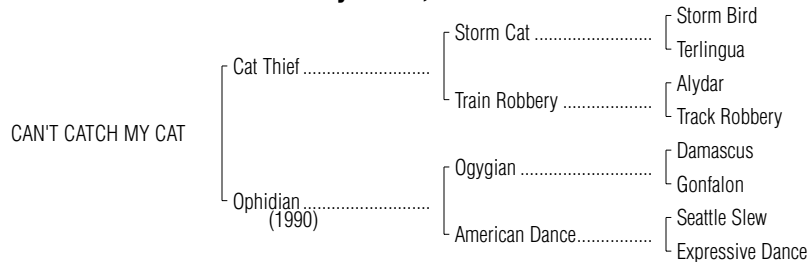 Storm Bird
Storm Cat ..............................
Terlingua
Cat Thief ..............................
Alydar
Train Robbery .......................
Track Robbery
CAN'T CATCH MY CAT
Damascus
Ogygian .................................
Gonfalon
Ophidian ..............................
(1990)
Seattle Slew
American Dance...................
Expressive Dance